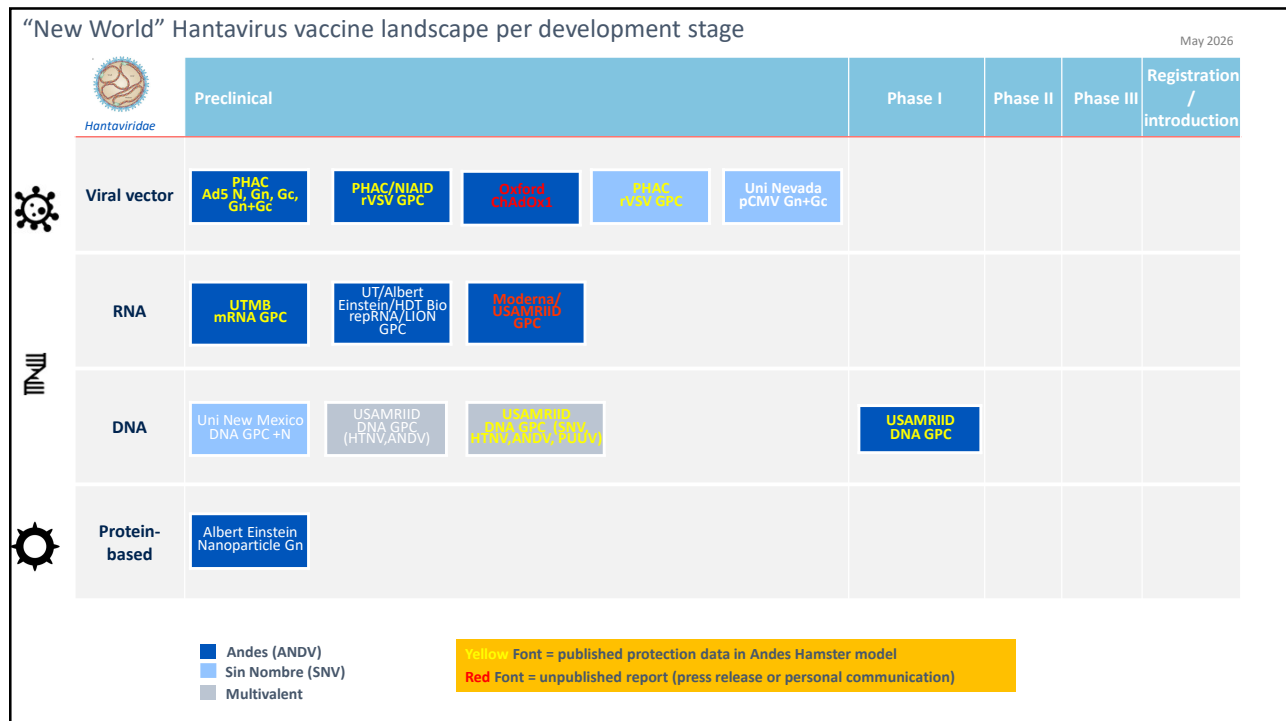 “New World” Hantavirus vaccine landscape per development stage
May 2026
Hantaviridae
Preclinical
Phase I
Phase II
Phase III
Registration
/
introduction
Viral vector
PHAC
Ad5 N, Gn, Gc,
Gn+Gc
PHAC/NIAID
rVSV GPC
Oxford
ChAdOx1
PHAC
rVSV GPC
Uni Nevada
pCMV Gn+Gc
RNA
UTMB
mRNA GPC
UT/Albert
Einstein/HDT Bio
repRNA/LION
GPC
Moderna/
USAMRIID
GPC
DNA
Uni New Mexico
DNA GPC +N
USAMRIID
DNA GPC
(HTNV,ANDV)
USAMRIID
DNA GPC (SNV,
HTNV,ANDV, PUUV)
USAMRIID
DNA GPC
Protein-
based
Albert Einstein
Nanoparticle Gn
Andes (ANDV)
Sin Nombre (SNV)
Multivalent
Yellow Font = published protection data in Andes Hamster model
Red Font = unpublished report (press release or personal communication)